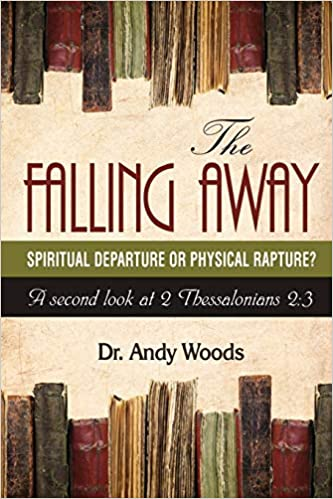 The
FALLING AWAY
SPIRITUAL DEPARTURE OR PHYSICAL RAPTURE?
A second look at 2 Thessalonians 2:3
Dr. Andy Woods